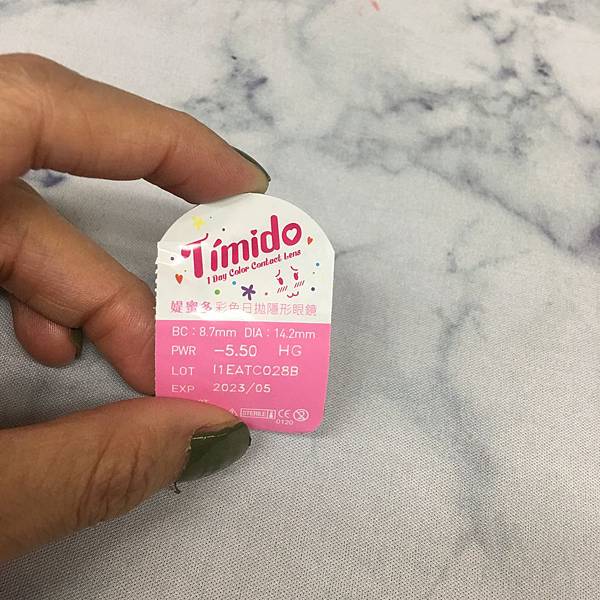 Tímido
1 Day Color Contact Lens
媞蜜多彩色日拋隱形眼鏡
BC : 8.7mm DIA : 14.2mm
PWR -5.50 HG
LOT I1EATC028B
EXP 2023/05
STERILE CE
0120